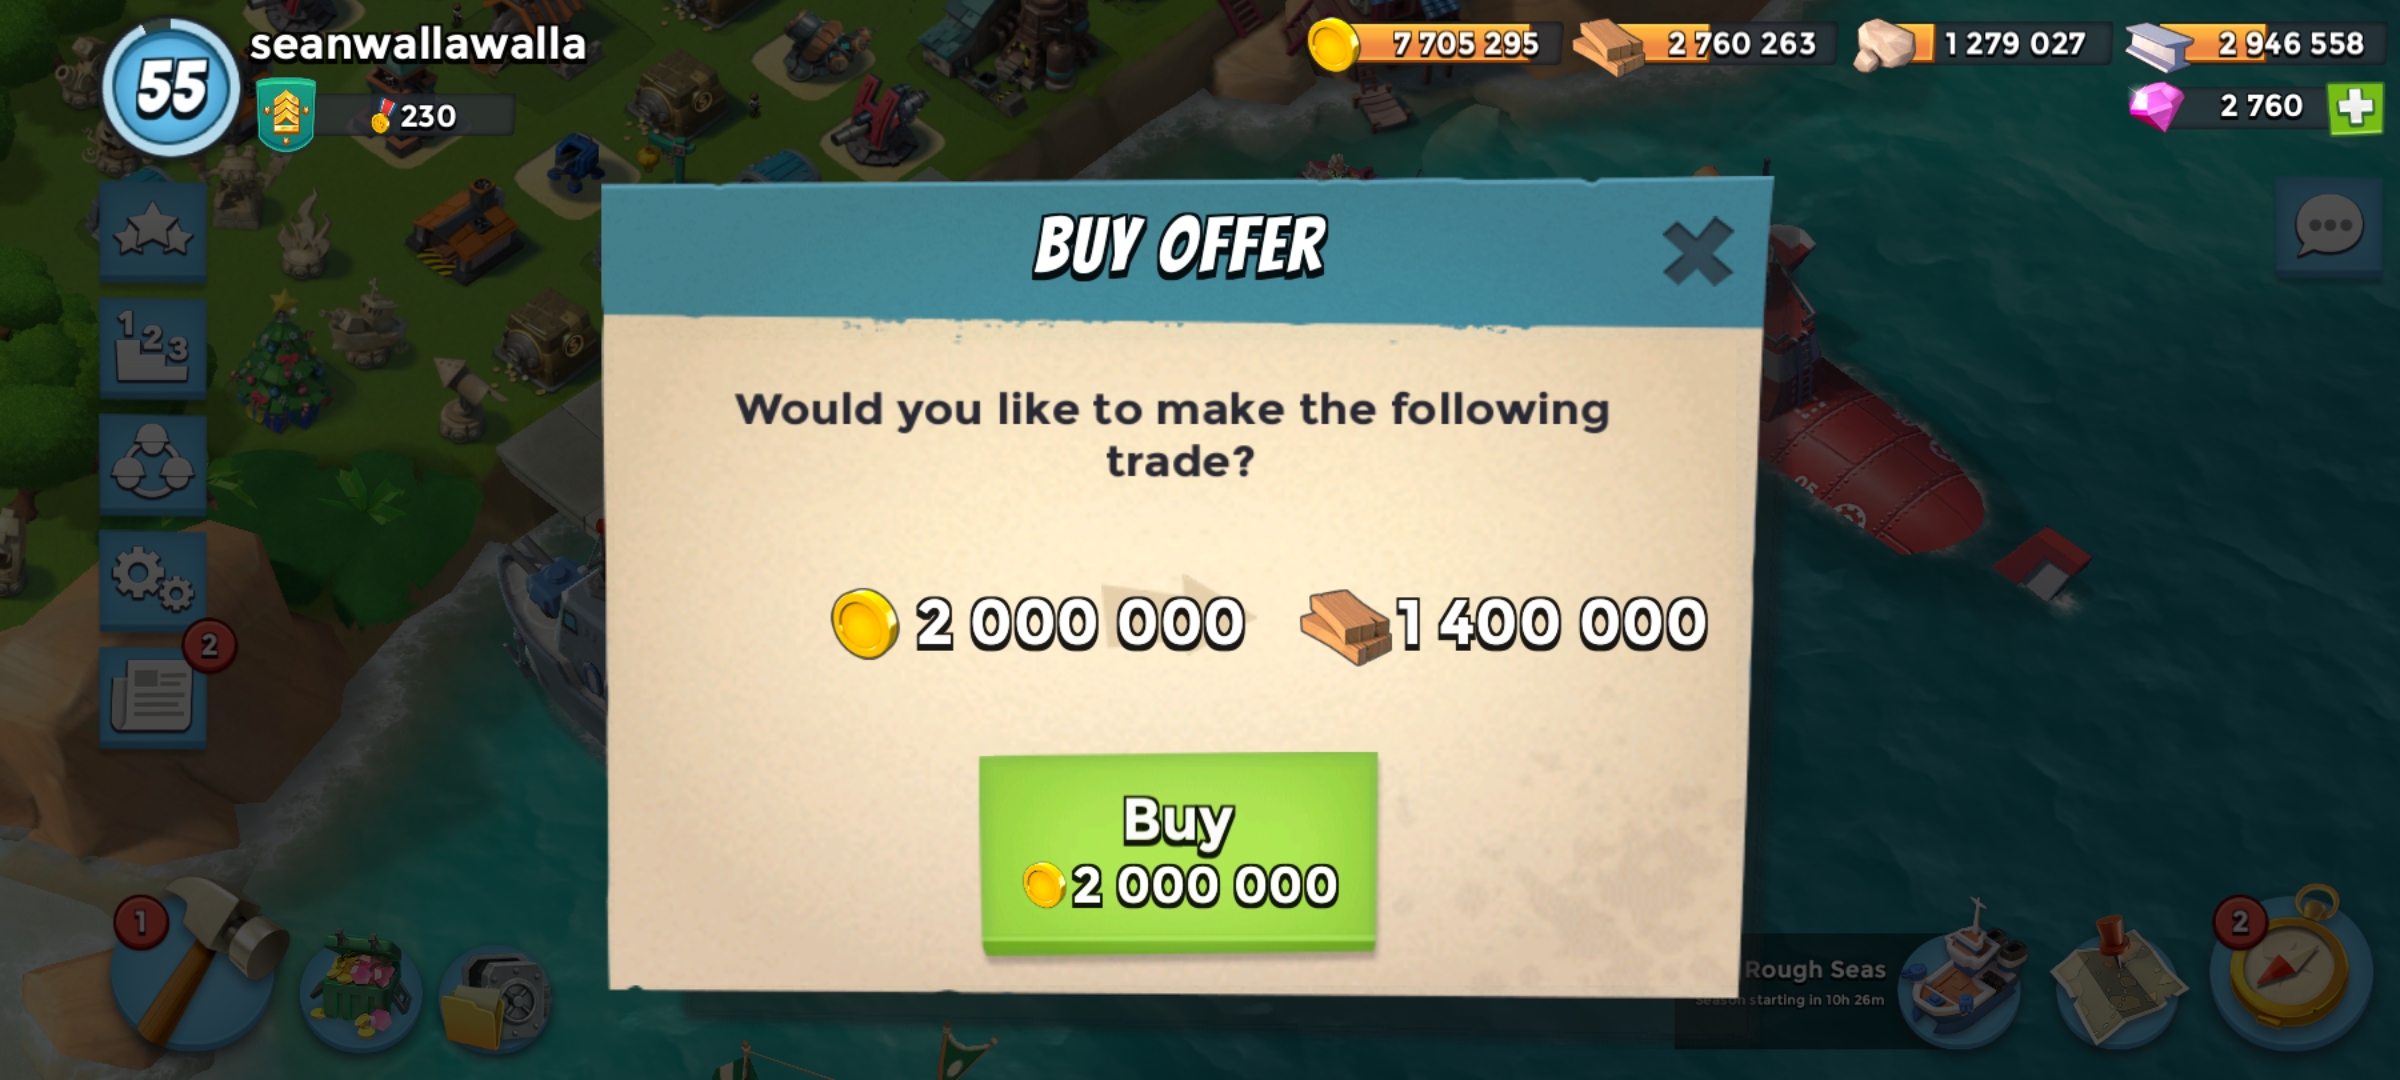 55
seanwallawalla
230
7 705 295
2 760 263
1 279 027
2 946 558
2 760
BUY OFFER
Would you like to make the following
trade?
2 000 000
1 400 000
Buy
2 000 000
1 2 3
2
1
Rough Seas
Season starting in 10h 26m
2
05